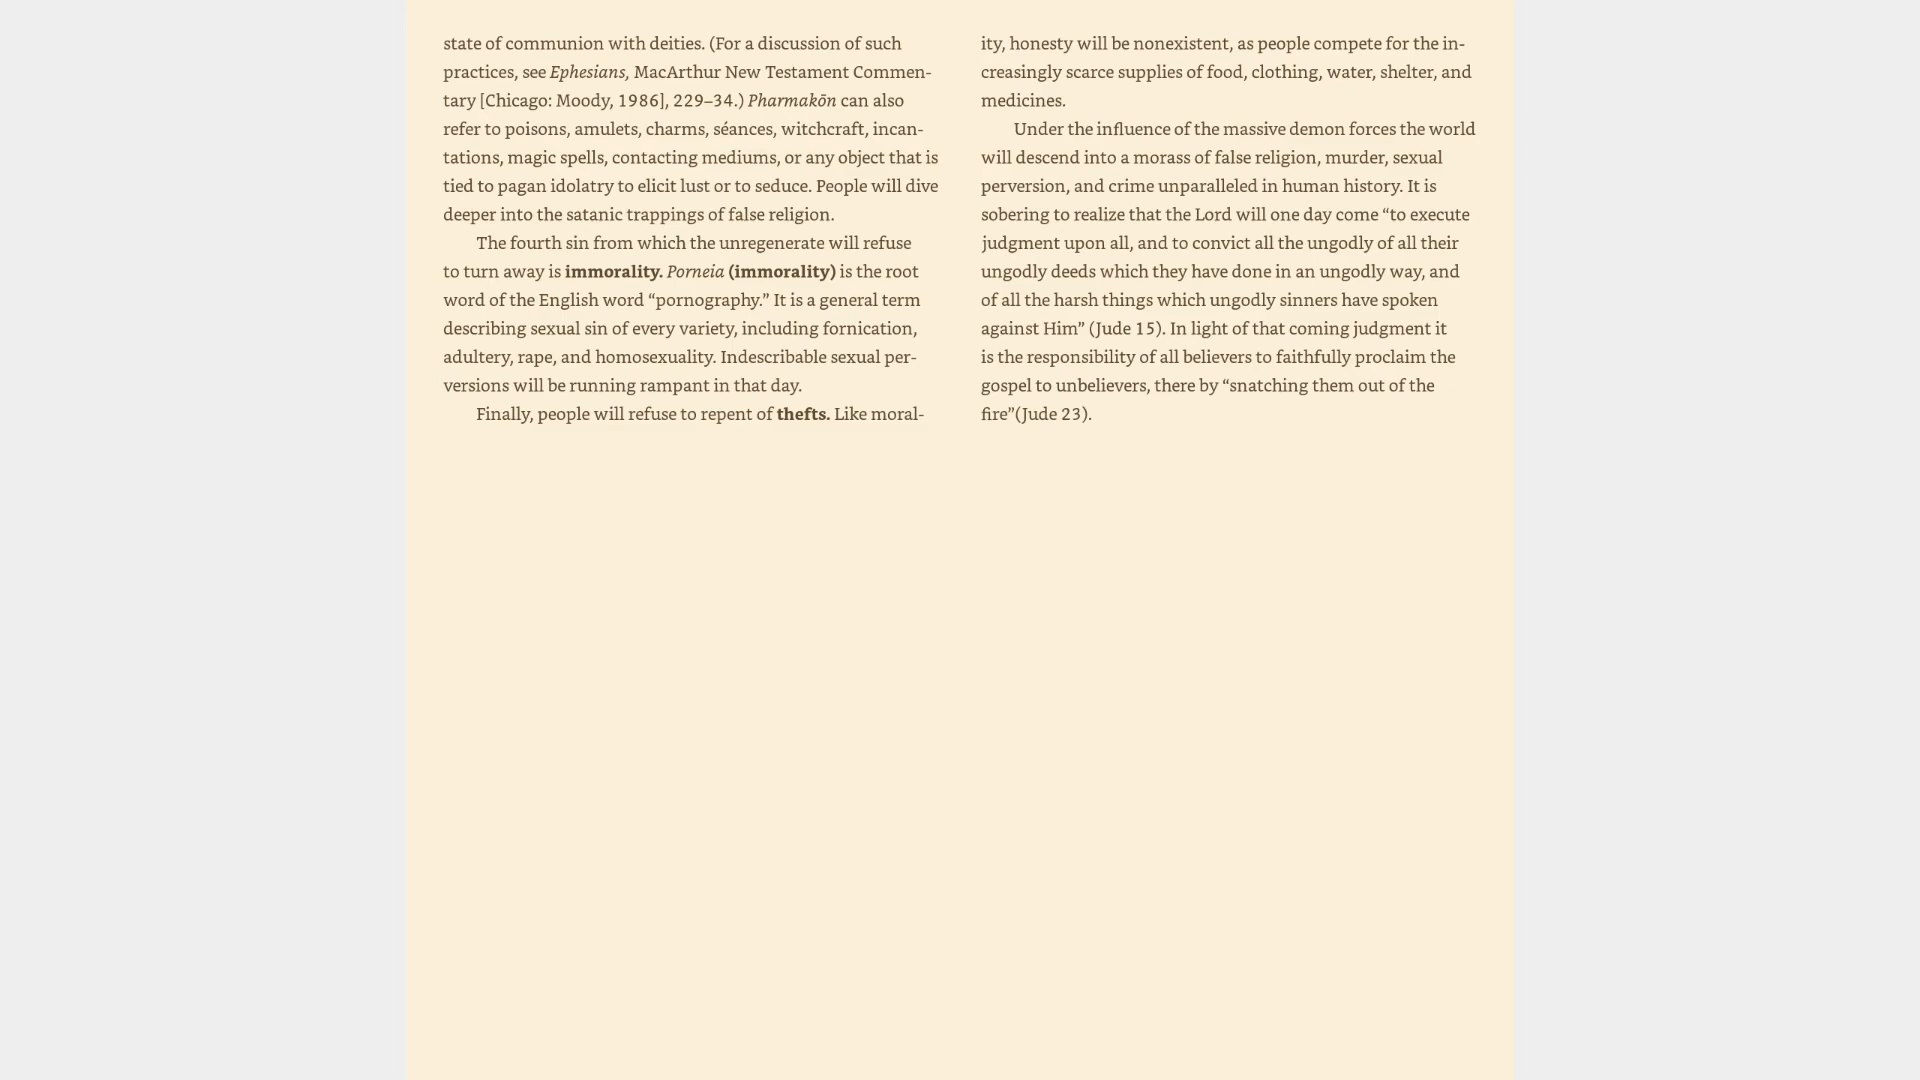 state of communion with deities. (For a discussion of such
practices, see Ephesians, MacArthur New Testament Commen-
tary [Chicago: Moody, 1986], 229–34.) Pharmakōn can also
refer to poisons, amulets, charms, séances, witchcraft, incan-
tations, magic spells, contacting mediums, or any object that is
tied to pagan idolatry to elicit lust or to seduce. People will dive
deeper into the satanic trappings of false religion.
The fourth sin from which the unregenerate will refuse
to turn away is immorality. Porneia (immorality) is the root
word of the English word “pornography.” It is a general term
describing sexual sin of every variety, including fornication,
adultery, rape, and homosexuality. Indescribable sexual per-
versions will be running rampant in that day.
Finally, people will refuse to repent of thefts. Like moral-
ity, honesty will be nonexistent, as people compete for the in-
creasingly scarce supplies of food, clothing, water, shelter, and
medicines.
Under the influence of the massive demon forces the world
will descend into a morass of false religion, murder, sexual
perversion, and crime unparalleled in human history. It is
sobering to realize that the Lord will one day come “to execute
judgment upon all, and to convict all the ungodly of all their
ungodly deeds which they have done in an ungodly way, and
of all the harsh things which ungodly sinners have spoken
against Him” (Jude 15). In light of that coming judgment it
is the responsibility of all believers to faithfully proclaim the
gospel to unbelievers, there by “snatching them out of the
fire”(Jude 23).